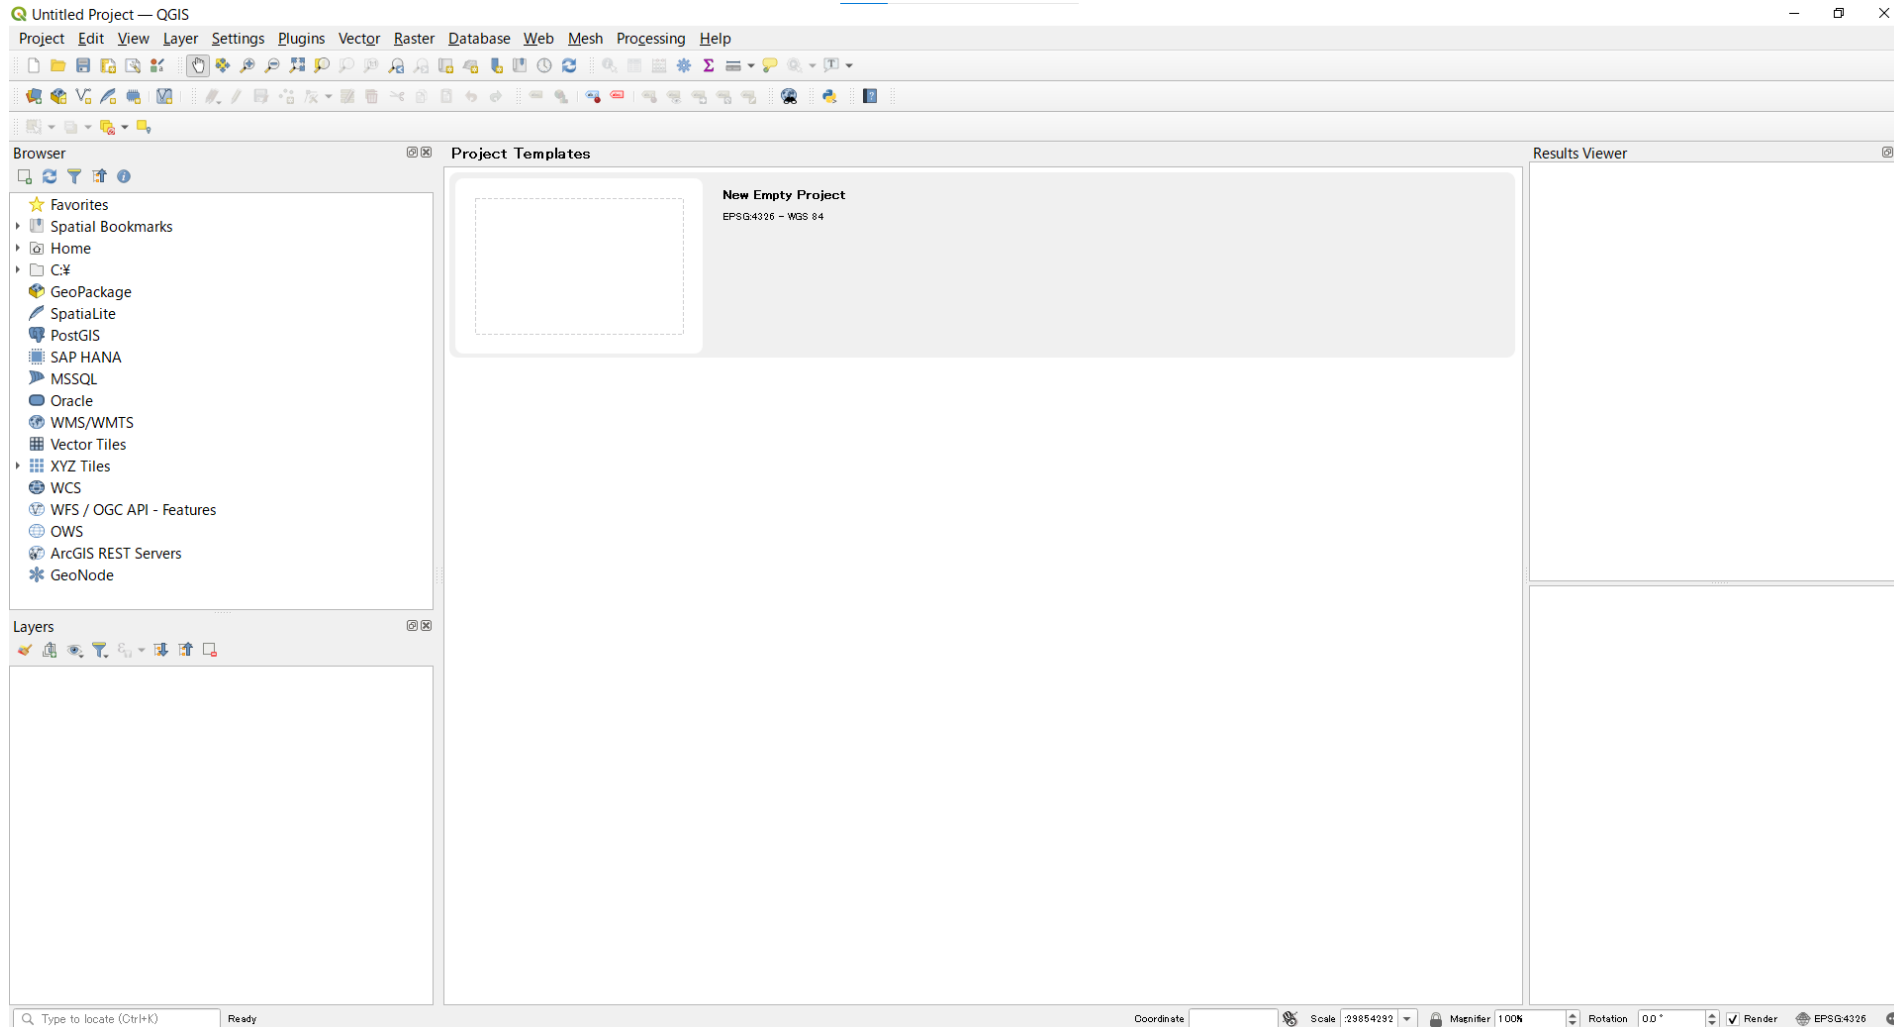 Untitled Project — QGIS
Project Edit View Layer Settings Plugins Vector Raster Database Web Mesh Processing Help
Browser
Favorites
Spatial Bookmarks
Home
C:¥
GeoPackage
SpatiaLite
PostGIS
SAP HANA
MSSQL
Oracle
WMS/WMTS
Vector Tiles
XYZ Tiles
WCS
WFS / OGC API - Features
OWS
ArcGIS REST Servers
GeoNode
Layers
Project Templates
New Empty Project
EPSG:4326 - WGS 84
Results Viewer
Type to locate (Ctrl+K)
Ready
Coordinate
Scale :29854292
Magnifier 100%
Rotation 0.0 °
Render
EPSG:4326